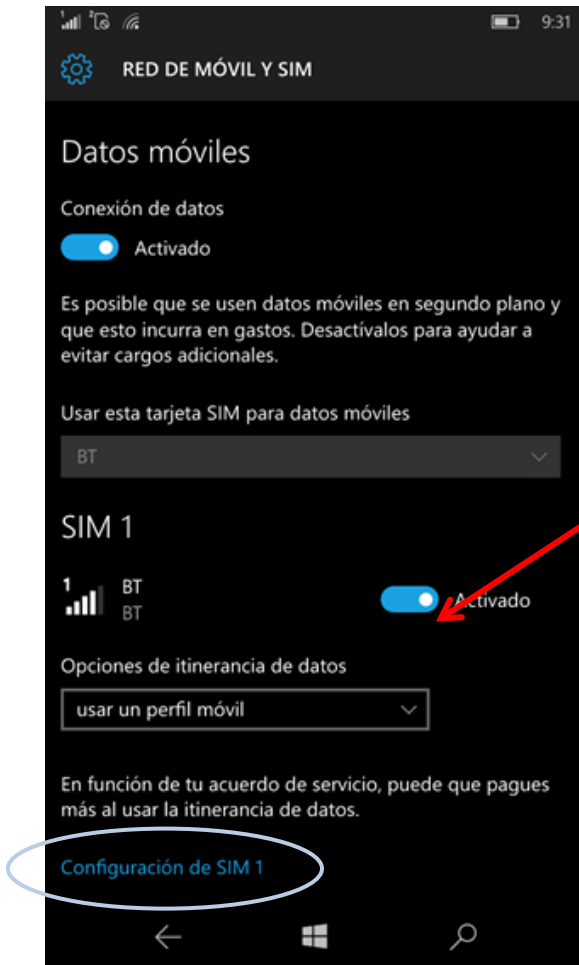 1 2 9:31
RED DE MÓVIL Y SIM
Datos móviles
Conexión de datos
Activado
Es posible que se usen datos móviles en segundo plano y
que esto incurra en gastos. Desactívalos para ayudar a
evitar cargos adicionales.
Usar esta tarjeta SIM para datos móviles
BT
SIM 1
1 BT Activado
BT
Opciones de itinerancia de datos
usar un perfil móvil
En función de tu acuerdo de servicio, puede que pagues
más al usar la itinerancia de datos.
Configuración de SIM 1